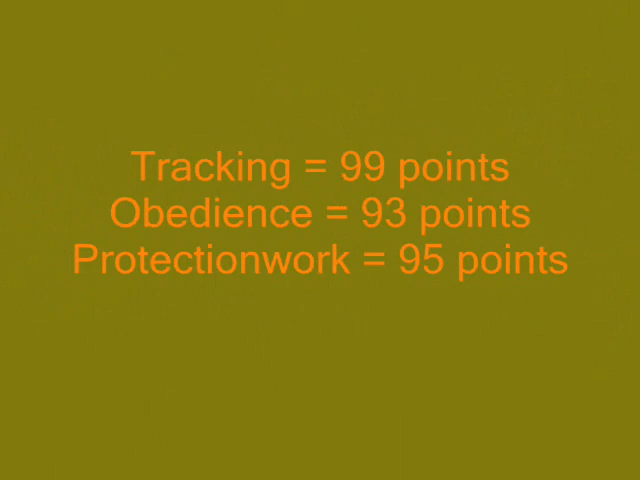 Tracking = 99 points
Obedience = 93 points
Protectionwork = 95 points